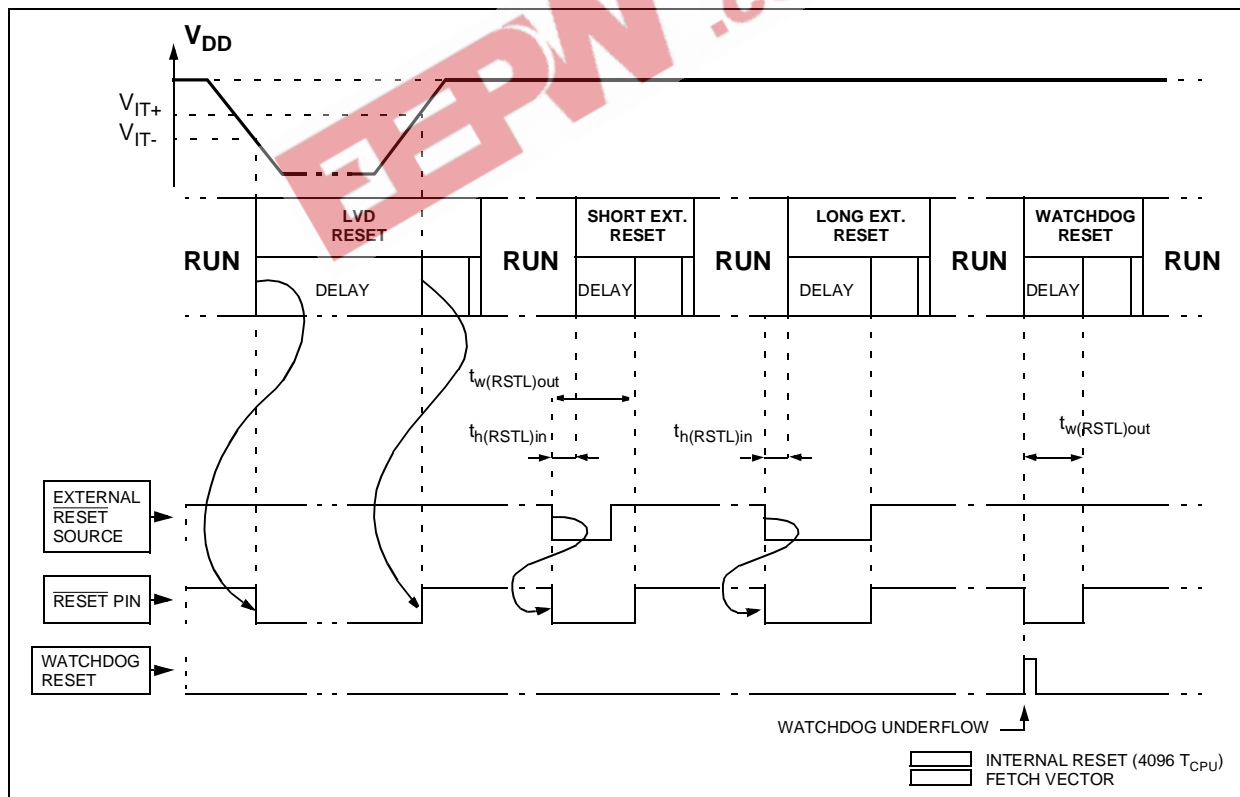 EEPW.co
VDD
VIT+
VIT-
LVD
RESET
SHORT EXT.
RESET
LONG EXT.
RESET
WATCHDOG
RESET
RUN
RUN
RUN
RUN
RUN
DELAY
DELAY
DELAY
DELAY
tw(RSTL)out
th(RSTL)in
th(RSTL)in
tw(RSTL)out
EXTERNAL
RESET
SOURCE
RESET PIN
WATCHDOG
RESET
WATCHDOG UNDERFLOW
INTERNAL RESET (4096 TCPU)
FETCH VECTOR